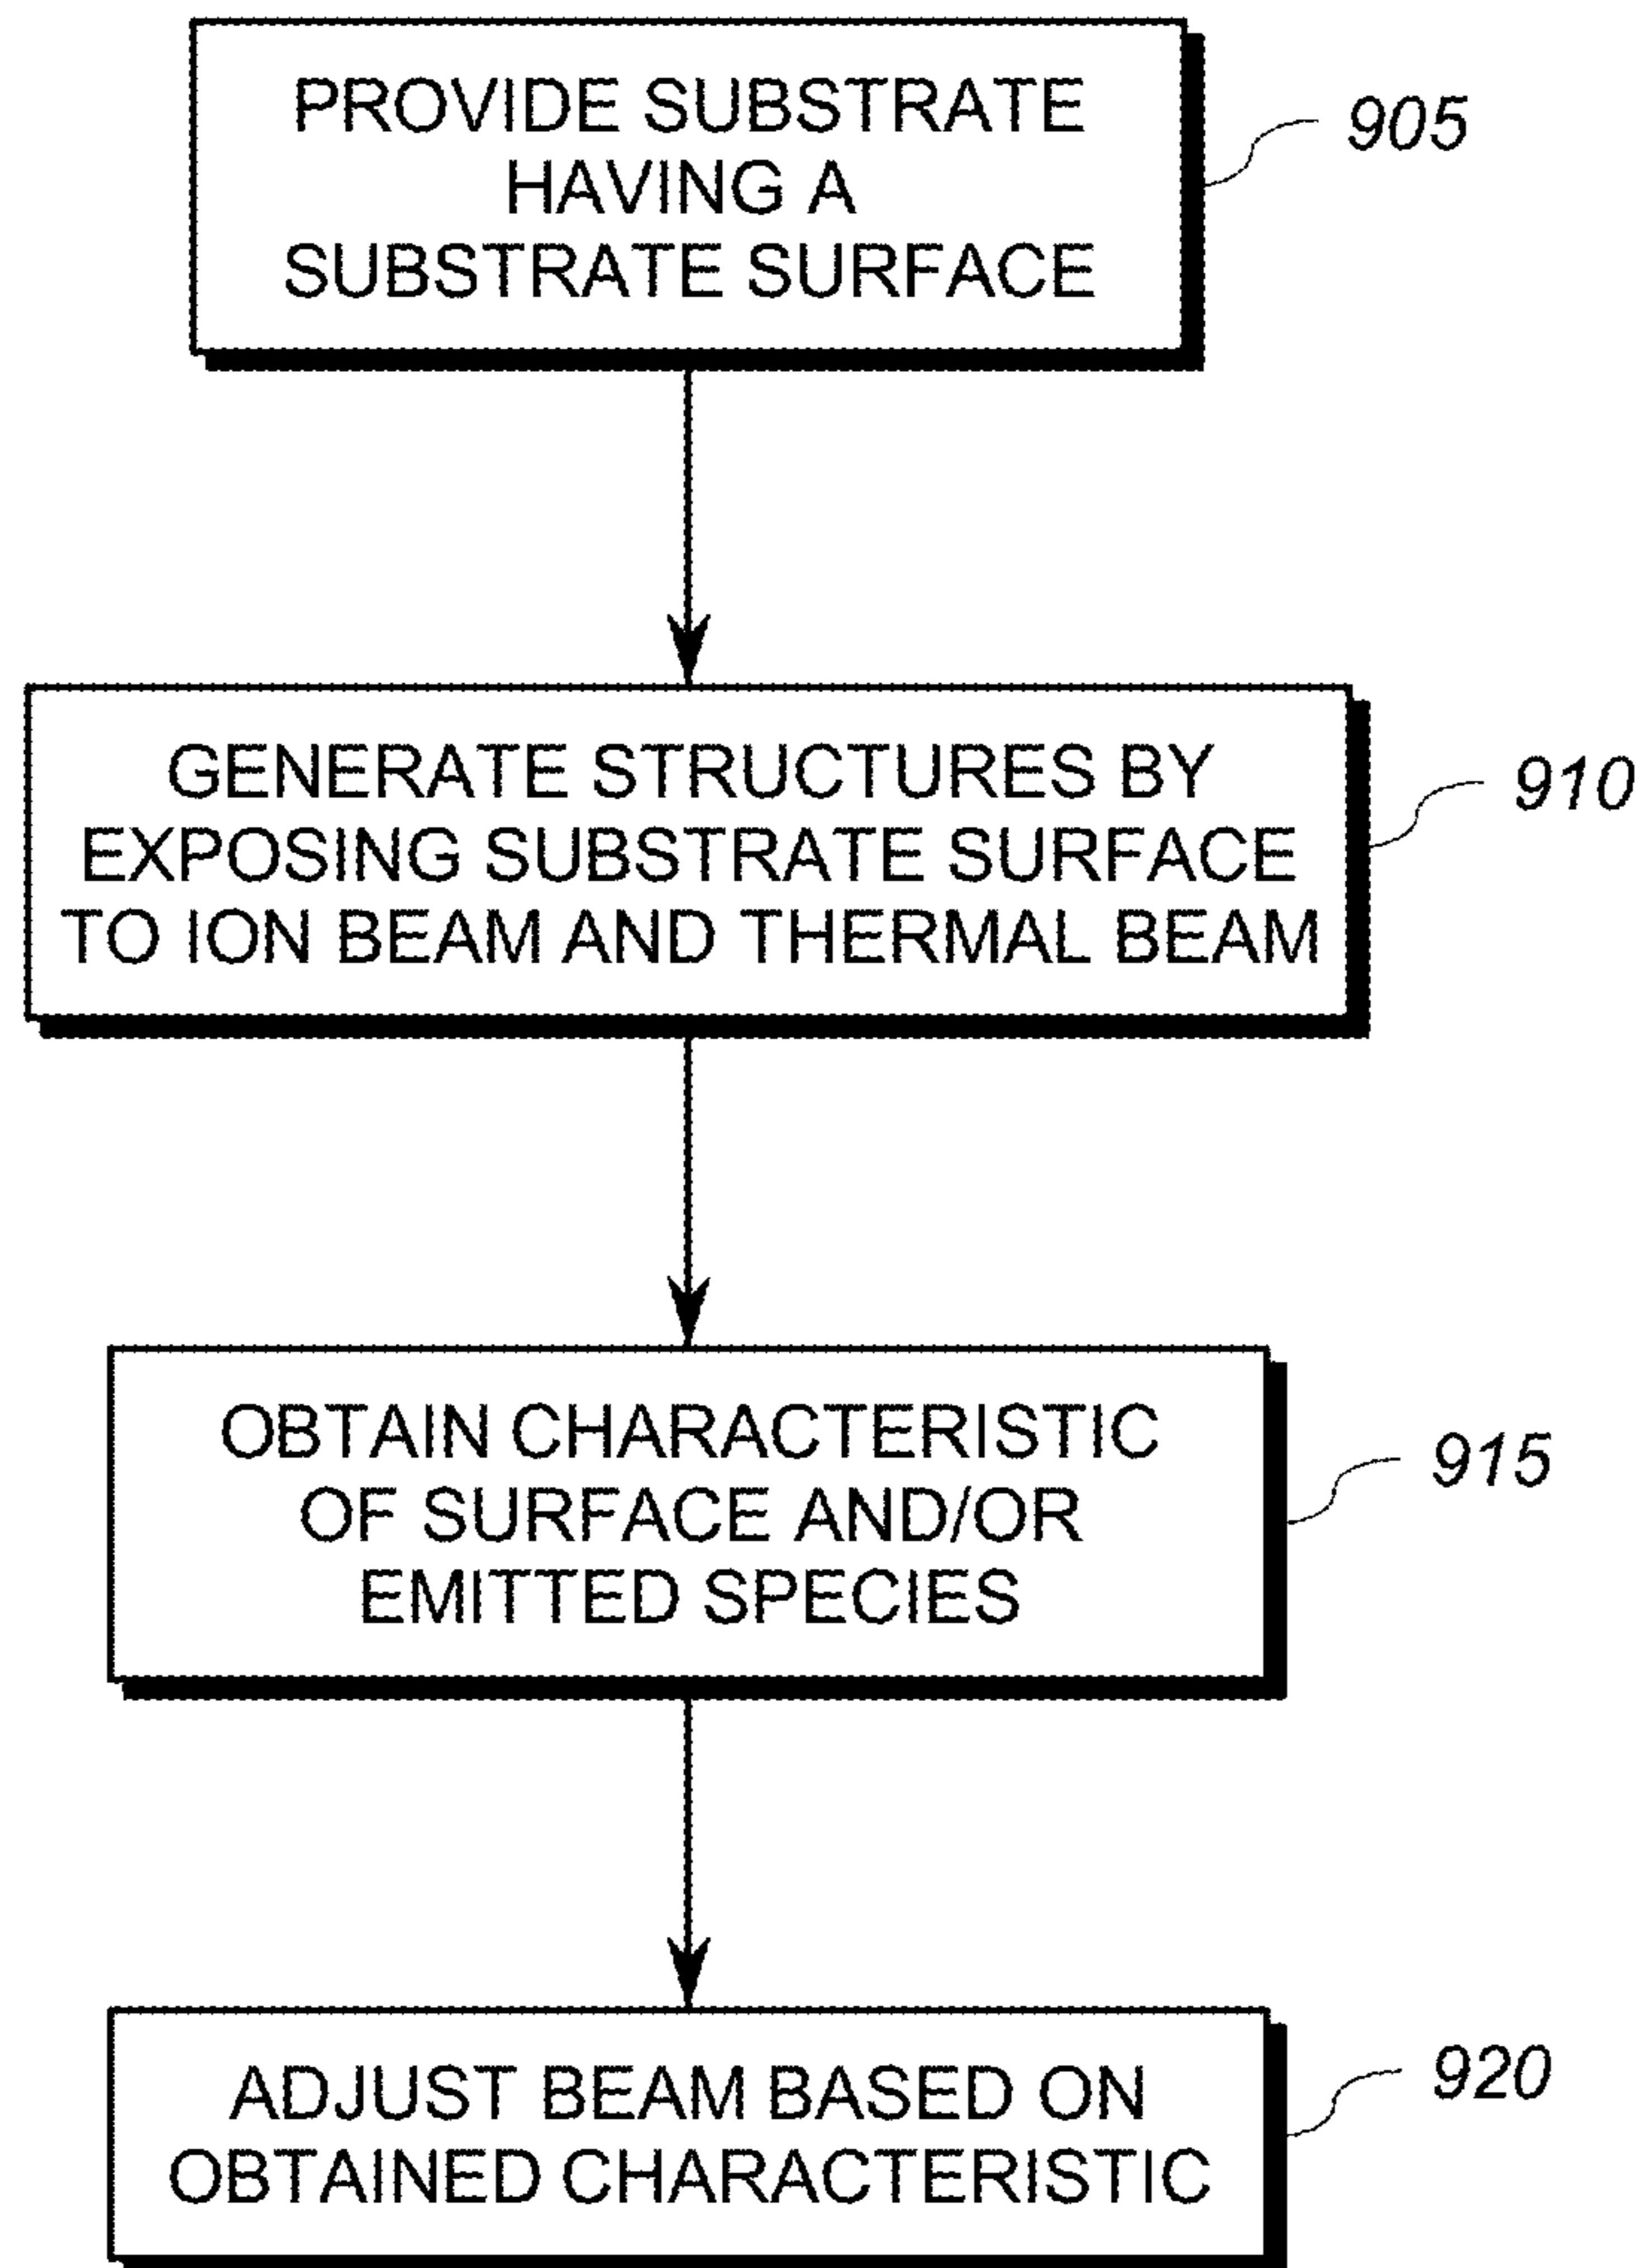 PROVIDE SUBSTRATE
HAVING A
SUBSTRATE SURFACE
905
GENERATE STRUCTURES BY
EXPOSING SUBSTRATE SURFACE
TO ION BEAM AND THERMAL BEAM
910
OBTAIN CHARACTERISTIC
OF SURFACE AND/OR
EMITTED SPECIES
915
ADJUST BEAM BASED ON
OBTAINED CHARACTERISTIC
920